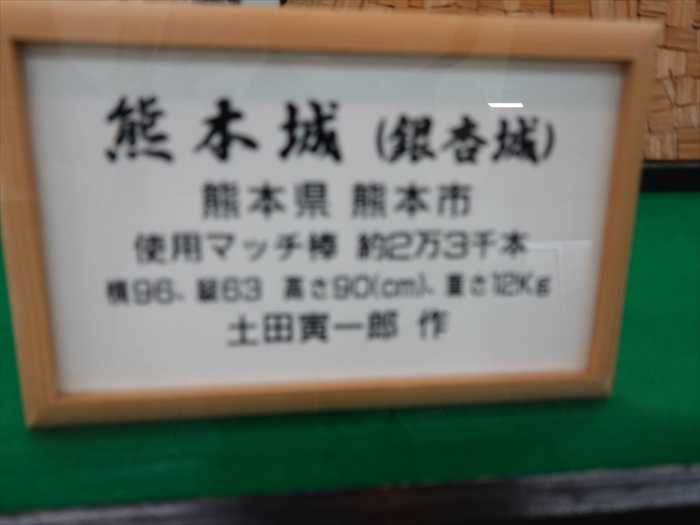 熊本城（銀杏城）
熊本県 熊本市
使用マッチ棒 約2万3千本
横96、縦63 高さ90(cm)、重さ12Kg
土田寅一郎 作